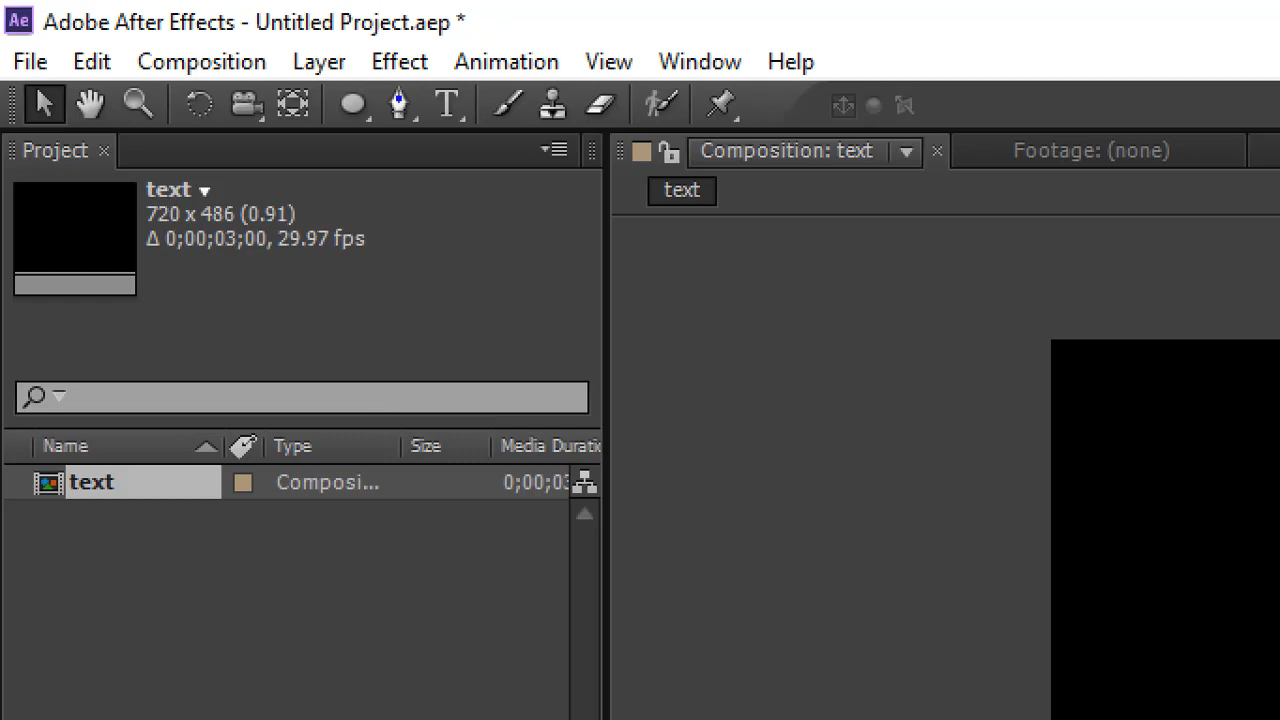 Ae Adobe After Effects - Untitled Project.aep *
File Edit Composition Layer Effect Animation View Window Help
T
Project × Composition: text × Footage: (none)
text
text
720 x 486 (0.91)
Δ 0;00;03;00, 29.97 fps
Name Type Size Media Duratic
text Composi... 0;00;03